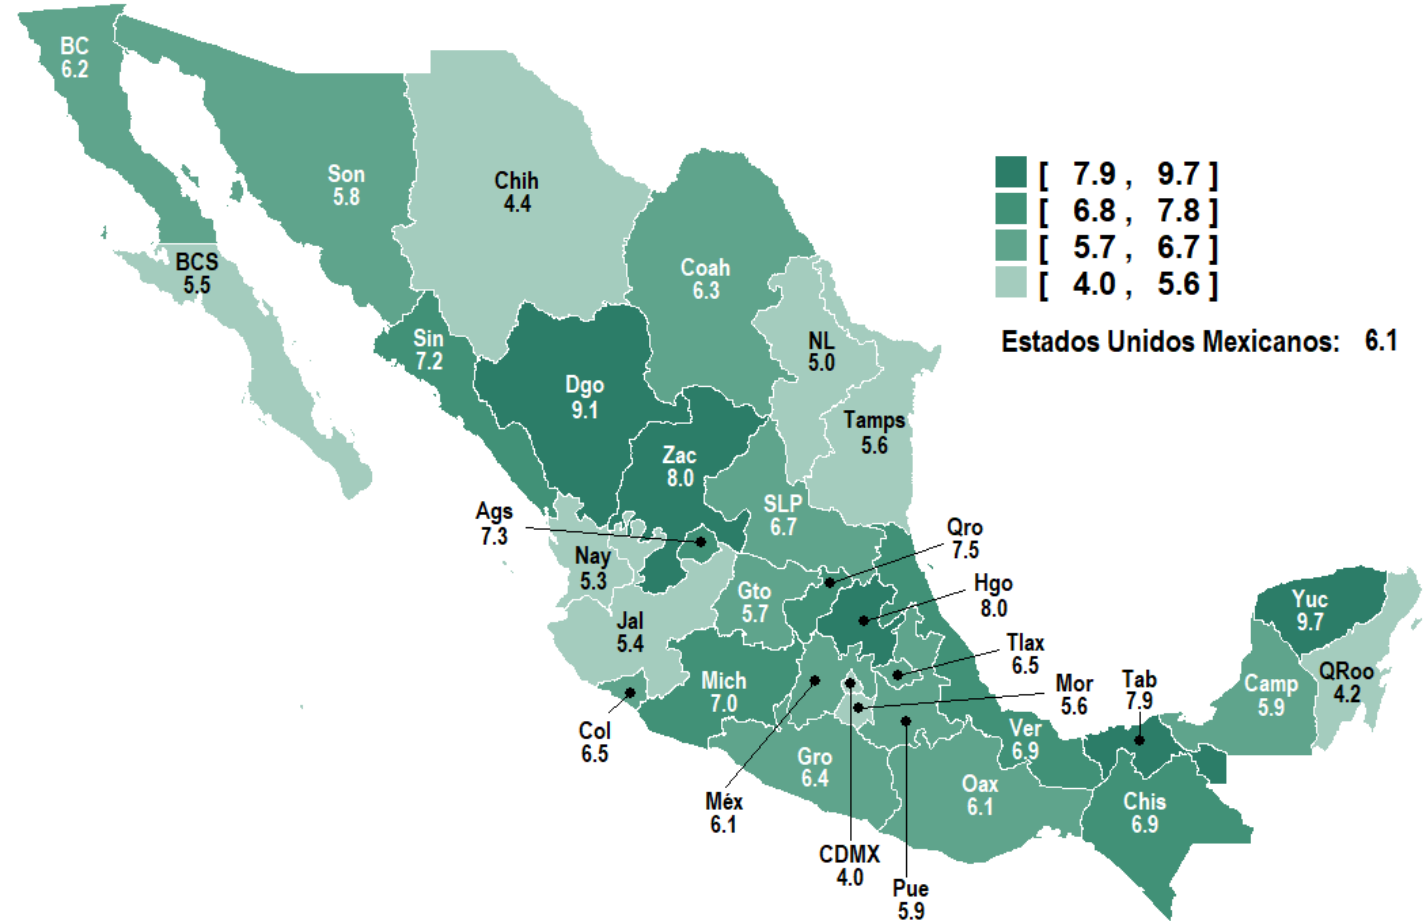 BC
6.2
Son
5.8
Chih
4.4
[ 7.9 , 9.7 ]
[ 6.8 , 7.8 ]
[ 5.7 , 6.7 ]
[ 4.0 , 5.6 ]
Estados Unidos Mexicanos: 6.1
BCS
5.5
Coah
6.3
Sin
7.2
NL
5.0
Dgo
9.1
Tamps
5.6
Zac
8.0
SLP
6.7
Ags
7.3
Qro
7.5
Nay
5.3
Hgo
8.0
Gto
5.7
Yuc
9.7
Jal
5.4
Tlax
6.5
Mich
7.0
Mor
5.6
Tab
7.9
Camp
5.9
QRoo
4.2
Col
6.5
Ver
6.9
Gro
6.4
Oax
6.1
Méx
6.1
Chis
6.9
CDMX
4.0
Pue
5.9